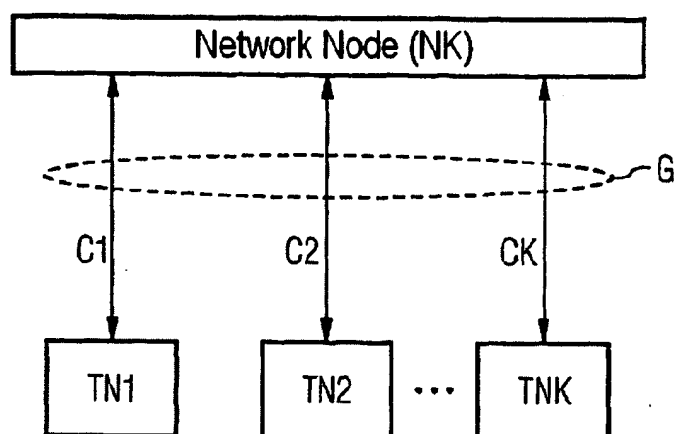 Network Node (NK)
G
C1 C2 CK
TN1 TN2 ... TNK